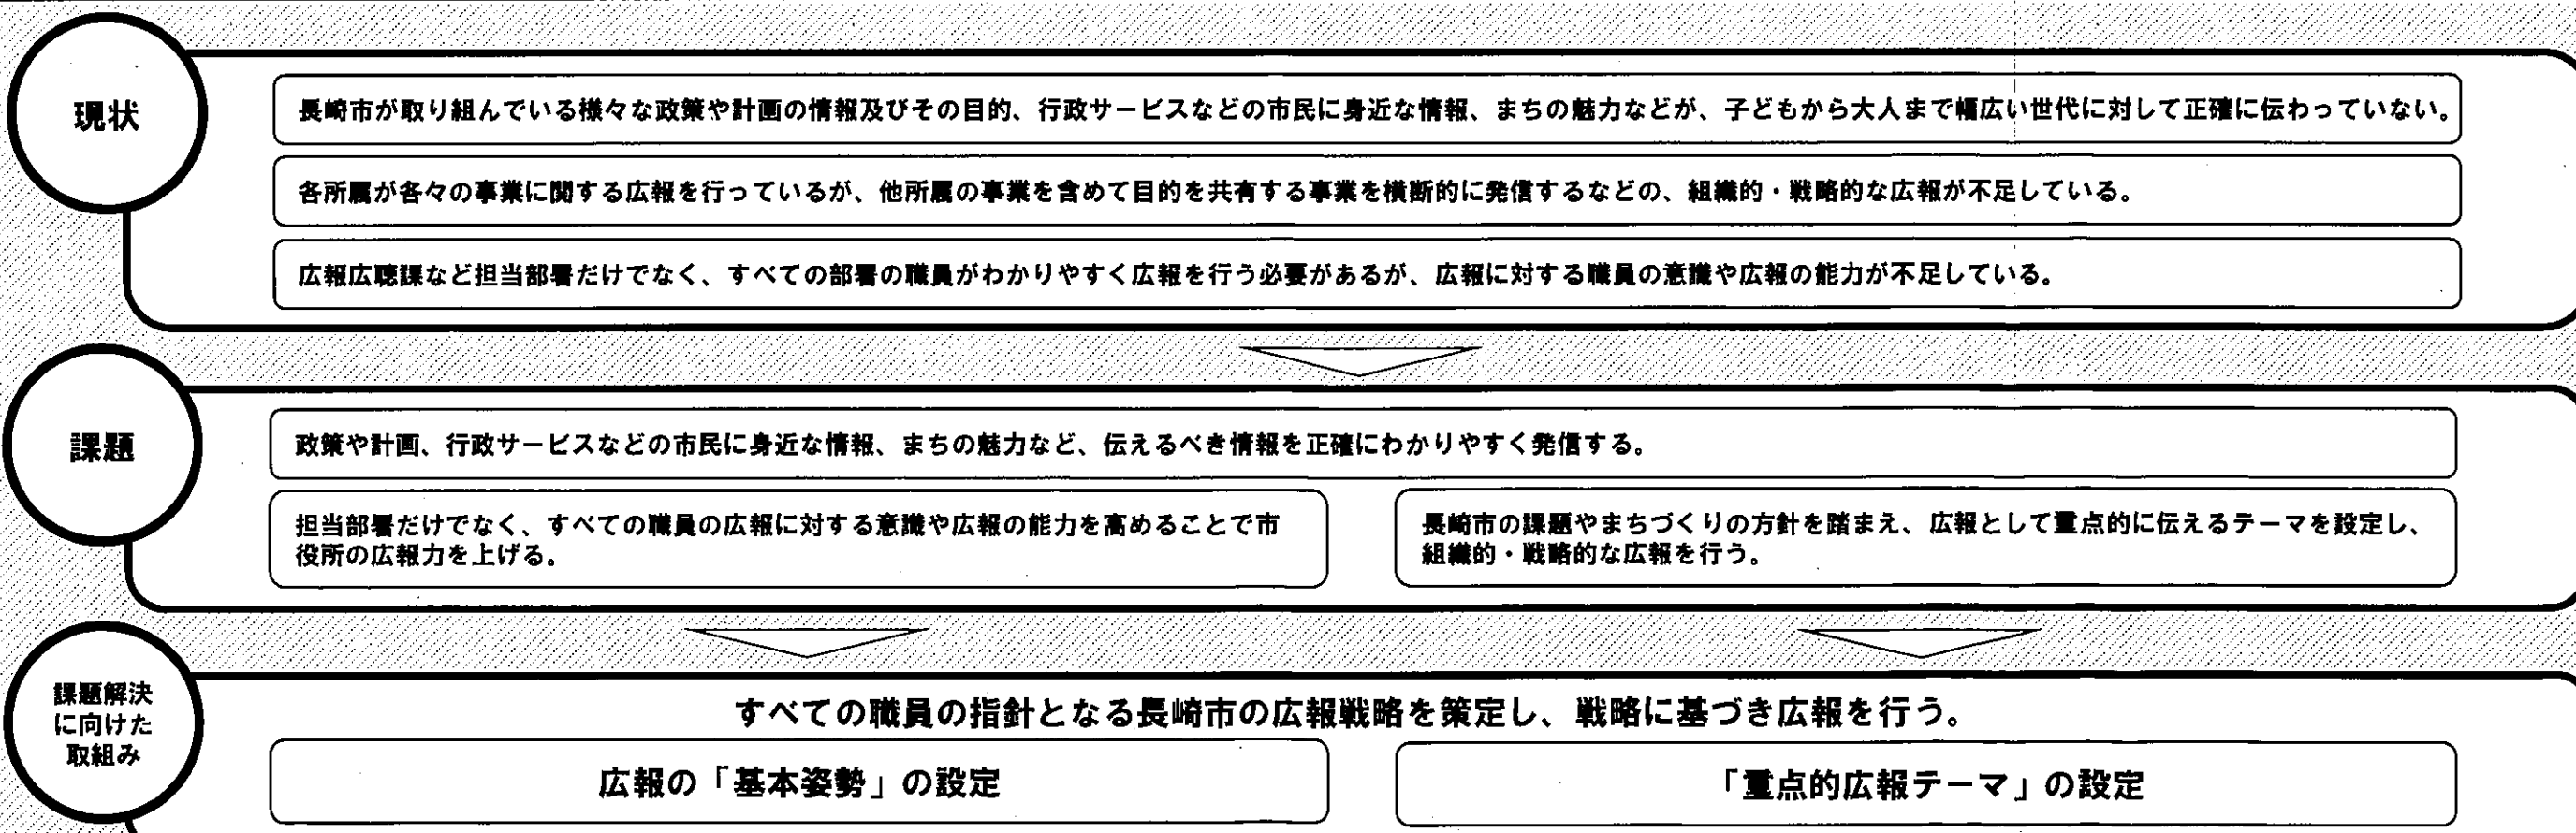 現状
長崎市が取り組んでいる様々な政策や計画の情報及びその目的、行政サービスなどの市民に身近な情報、まちの魅力などが、子どもから大人まで幅広い世代に対して正確に伝わっていない。
各所属が各々の事業に関する広報を行っているが、他所属の事業を含めて目的を共有する事業を横断的に発信するなどの、組織的・戦略的な広報が不足している。
広報広聴課など担当部署だけでなく、すべての部署の職員がわかりやすく広報を行う必要があるが、広報に対する職員の意識や広報の能力が不足している。
課題
政策や計画、行政サービスなどの市民に身近な情報、まちの魅力など、伝えるべき情報を正確にわかりやすく発信する。
担当部署だけでなく、すべての職員の広報に対する意識や広報の能力を高めることで市
役所の広報力を上げる。
長崎市の課題やまちづくりの方針を踏まえ、広報として重点的に伝えるテーマを設定し、
組織的・戦略的な広報を行う。
課題解決
に向けた
取組み
すべての職員の指針となる長崎市の広報戦略を策定し、戦略に基づき広報を行う。
広報の「基本姿勢」の設定
「重点的広報テーマ」の設定